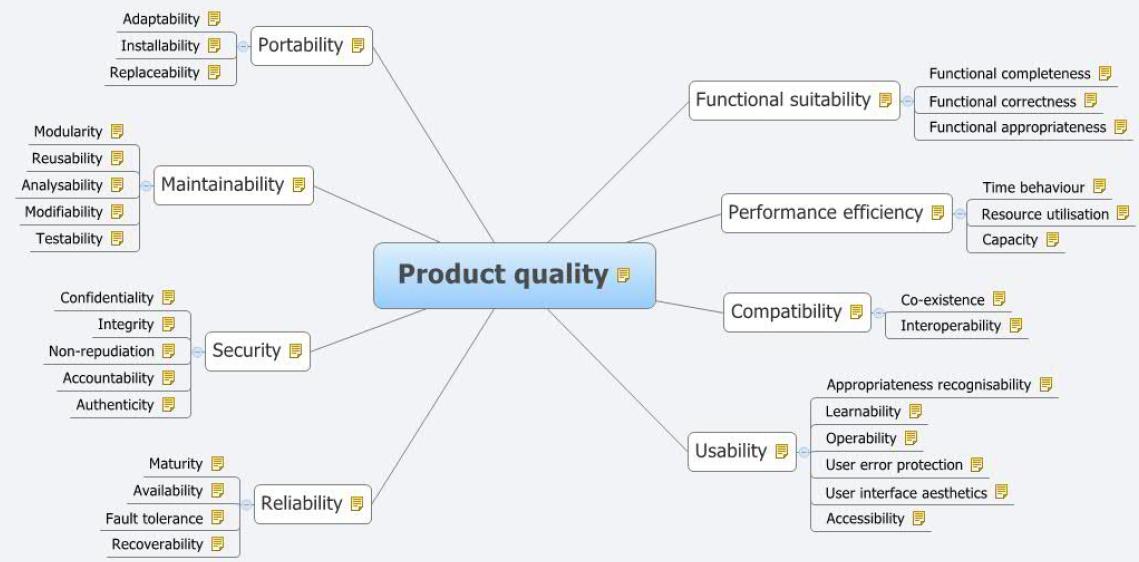 Product quality
Functional suitability
Functional completeness
Functional correctness
Functional appropriateness
Performance efficiency
Time behaviour
Resource utilisation
Capacity
Compatibility
Co-existence
Interoperability
Usability
Appropriateness recognisability
Learnability
Operability
User error protection
User interface aesthetics
Accessibility
Reliability
Maturity
Availability
Fault tolerance
Recoverability
Security
Confidentiality
Integrity
Non-repudiation
Accountability
Authenticity
Maintainability
Modularity
Reusability
Analysability
Modifiability
Testability
Portability
Adaptability
Installability
Replaceability